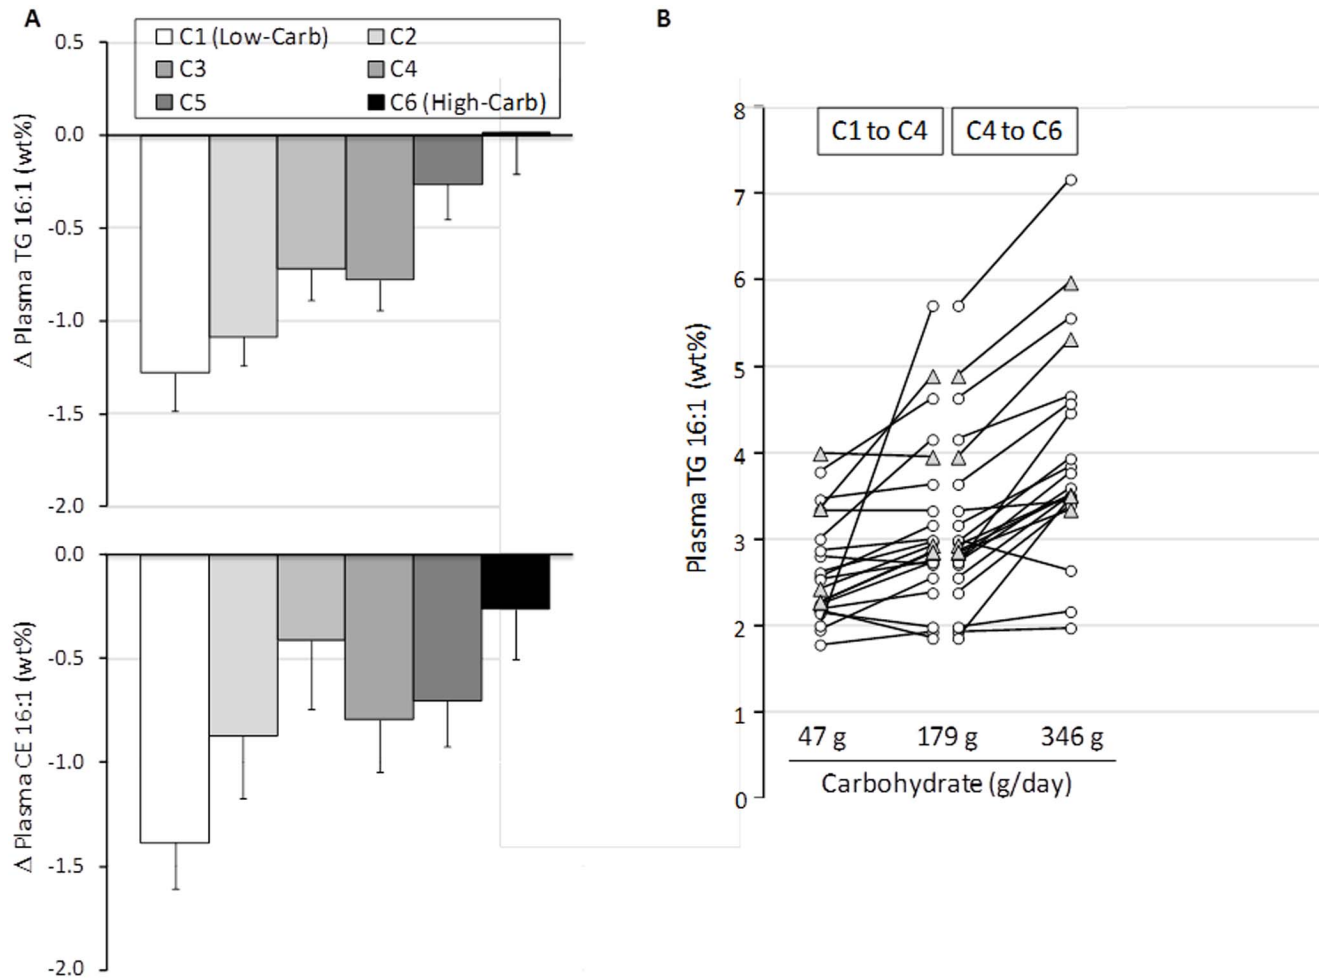 A
C1 (Low-Carb) C2
C3 C4
C5 C6 (High-Carb)
0.5
0.0
-0.5
-1.0
-1.5
-2.0
Δ Plasma TG 16:1 (wt%)
0.0
-0.5
-1.0
-1.5
-2.0
Δ Plasma CE 16:1 (wt%)
B
C1 to C4 C4 to C6
8
7
6
5
4
3
2
1
0
Plasma TG 16:1 (wt%)
47 g 179 g 346 g
Carbohydrate (g/day)